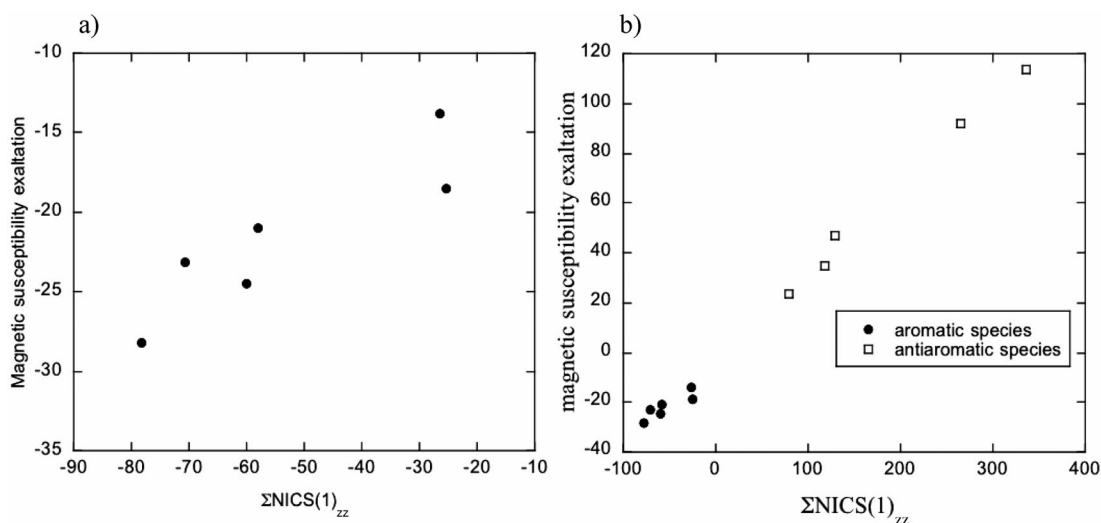 a)
-10
-15
-20
-25
-30
-35
Magnetic susceptibility exaltation
-90 -80 -70 -60 -50 -40 -30 -20 -10
ΣNICS(1)zz
b)
120
100
80
60
40
20
0
-20
-40
magnetic susceptibility exaltation
aromatic species
antiaromatic species
-100 0 100 200 300 400
ΣNICS(1)zz